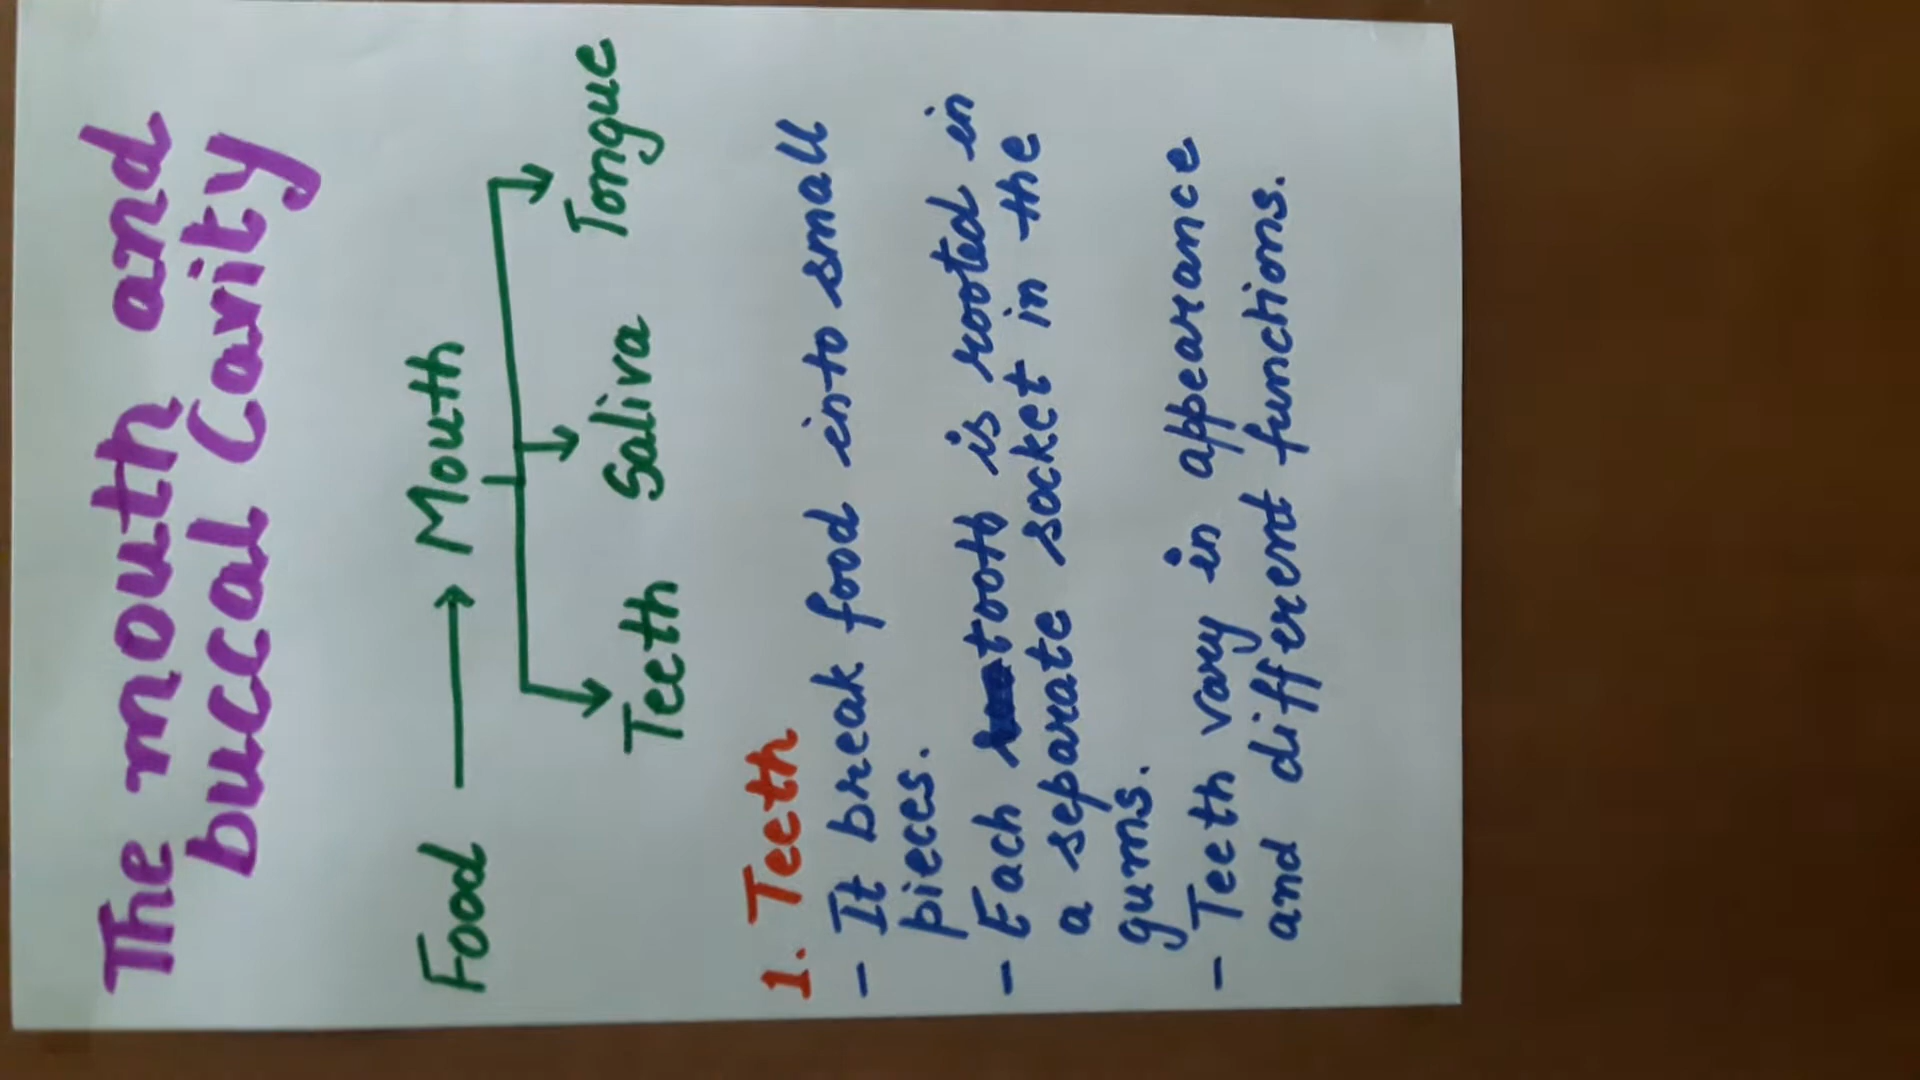 The mouth and
buccal Cavity
Food → Mouth
Teeth Saliva Tongue
1. Teeth
- It break food into small
pieces.
- Each tooth is rooted in
a separate socket in the
gums.
- Teeth vary in appearance
and different functions.